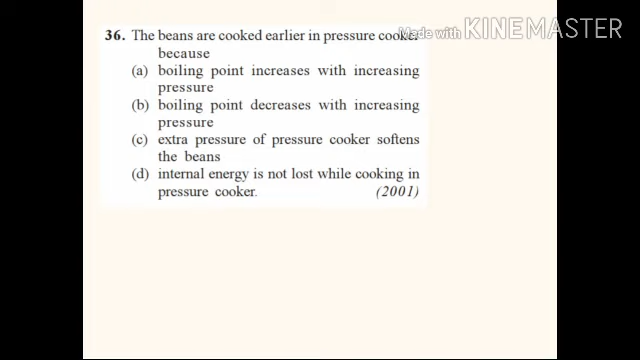 Made with KINEMASTER
36. The beans are cooked earlier in pressure cooker
because
(a) boiling point increases with increasing
pressure
(b) boiling point decreases with increasing
pressure
(c) extra pressure of pressure cooker softens
the beans
(d) internal energy is not lost while cooking in
pressure cooker. (2001)